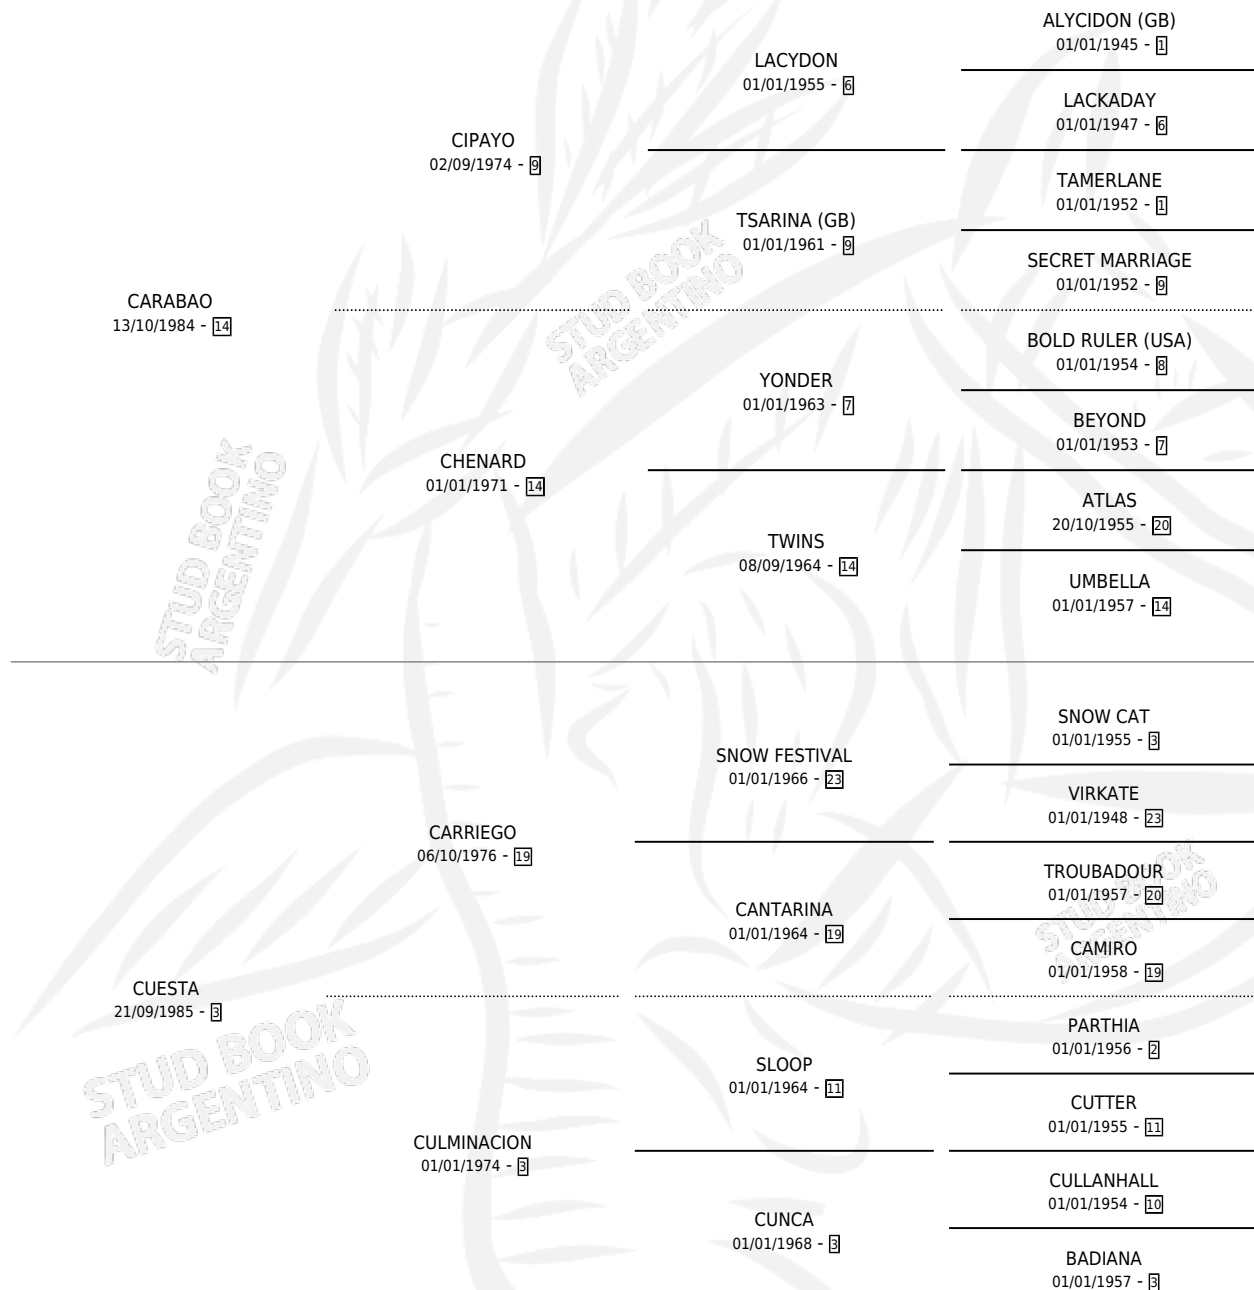 ALYCIDON (GB)
01/01/1945 - 1
LACYDON
01/01/1955 - 6
LACKADAY
01/01/1947 - 6
CIPAYO
02/09/1974 - 9
TAMERLANE
01/01/1952 - 1
TSARINA (GB)
01/01/1961 - 9
SECRET MARRIAGE
01/01/1952 - 9
CARABAO
13/10/1984 - 14
BOLD RULER (USA)
01/01/1954 - 8
YONDER
01/01/1963 - 7
BEYOND
01/01/1953 - 7
CHENARD
01/01/1971 - 14
ATLAS
20/10/1955 - 20
TWINS
08/09/1964 - 14
UMBELLA
01/01/1957 - 14
SNOW CAT
01/01/1955 - 3
SNOW FESTIVAL
01/01/1966 - 23
VIRKATE
01/01/1948 - 23
CARRIEGO
06/10/1976 - 19
TROUBADOUR
01/01/1957 - 20
CANTARINA
01/01/1964 - 19
CAMIRO
01/01/1958 - 19
CUESTA
21/09/1985 - 3
PARTHIA
01/01/1956 - 2
SLOOP
01/01/1964 - 11
CUTTER
01/01/1955 - 11
CULMINACION
01/01/1974 - 3
CULLANHALL
01/01/1954 - 10
CUNCA
01/01/1968 - 3
BADIANA
01/01/1957 - 3
STUD BOOK
ARGENTINO
STUD BOOK
ARGENTINO
STUD BOOK
ARGENTINO
STUD BOOK
ARGENTINO